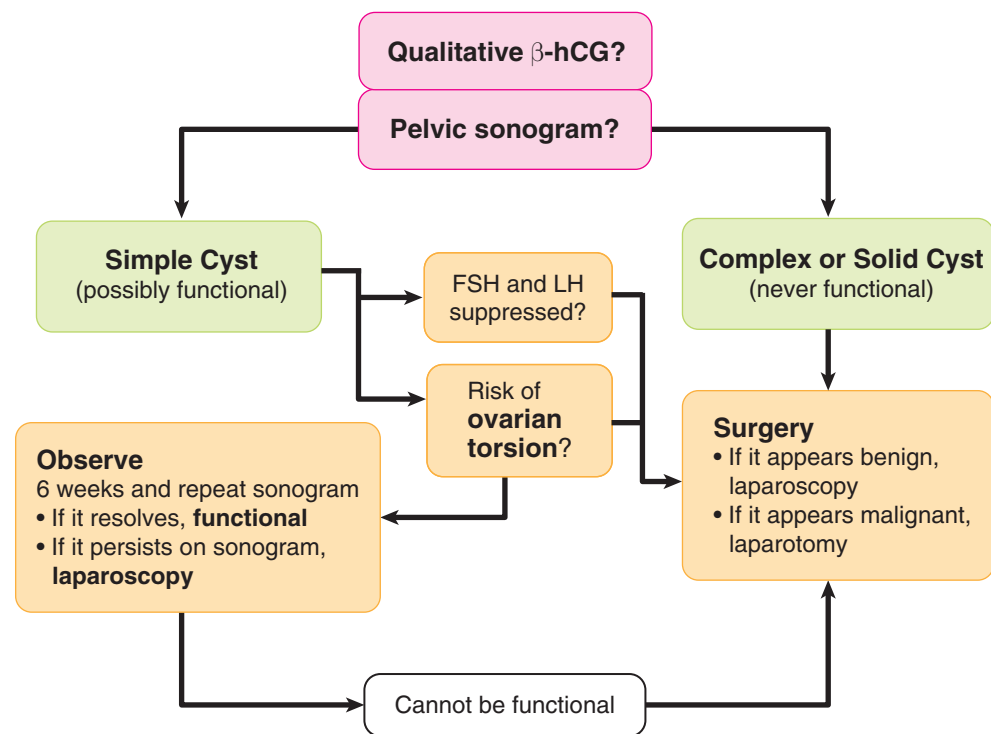 Qualitative β-hCG?
Pelvic sonogram?
Simple Cyst
(possibly functional)
FSH and LH
suppressed?
Risk of
ovarian
torsion?
Complex or Solid Cyst
(never functional)
Observe
6 weeks and repeat sonogram
• If it resolves, functional
• If it persists on sonogram,
laparoscopy
Surgery
• If it appears benign,
laparoscopy
• If it appears malignant,
laparotomy
Cannot be functional